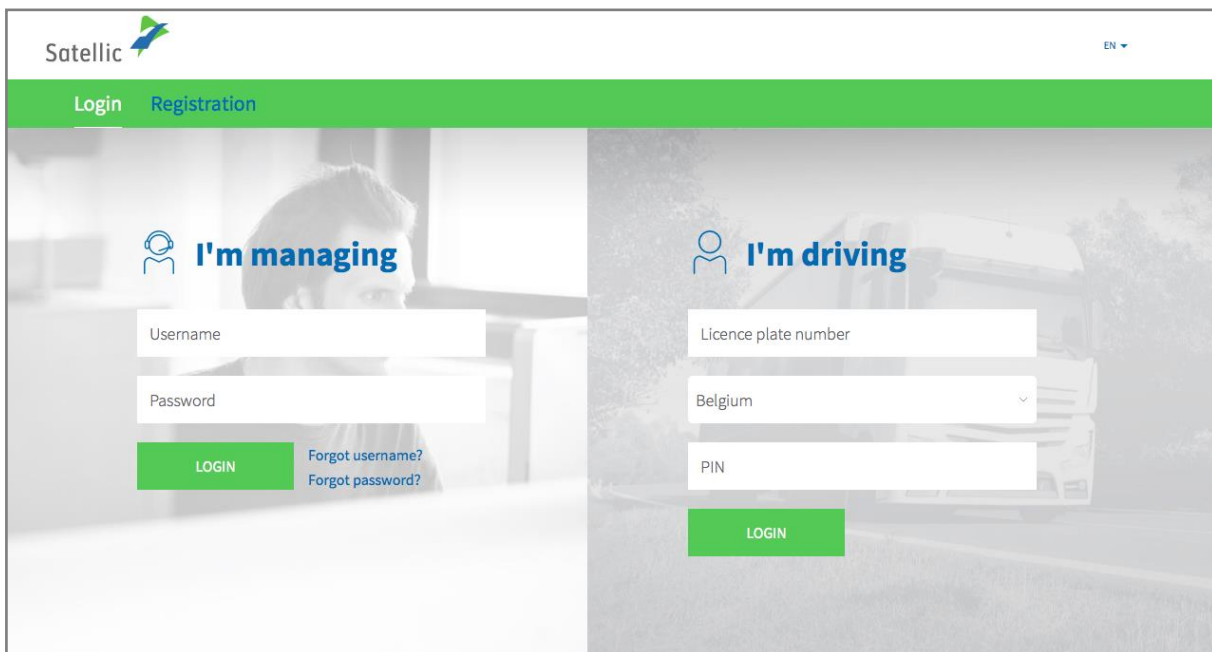 Satellic
EN
Login Registration
I'm managing
Username
Password
LOGIN
Forgot username?
Forgot password?
I'm driving
Licence plate number
Belgium
PIN
LOGIN